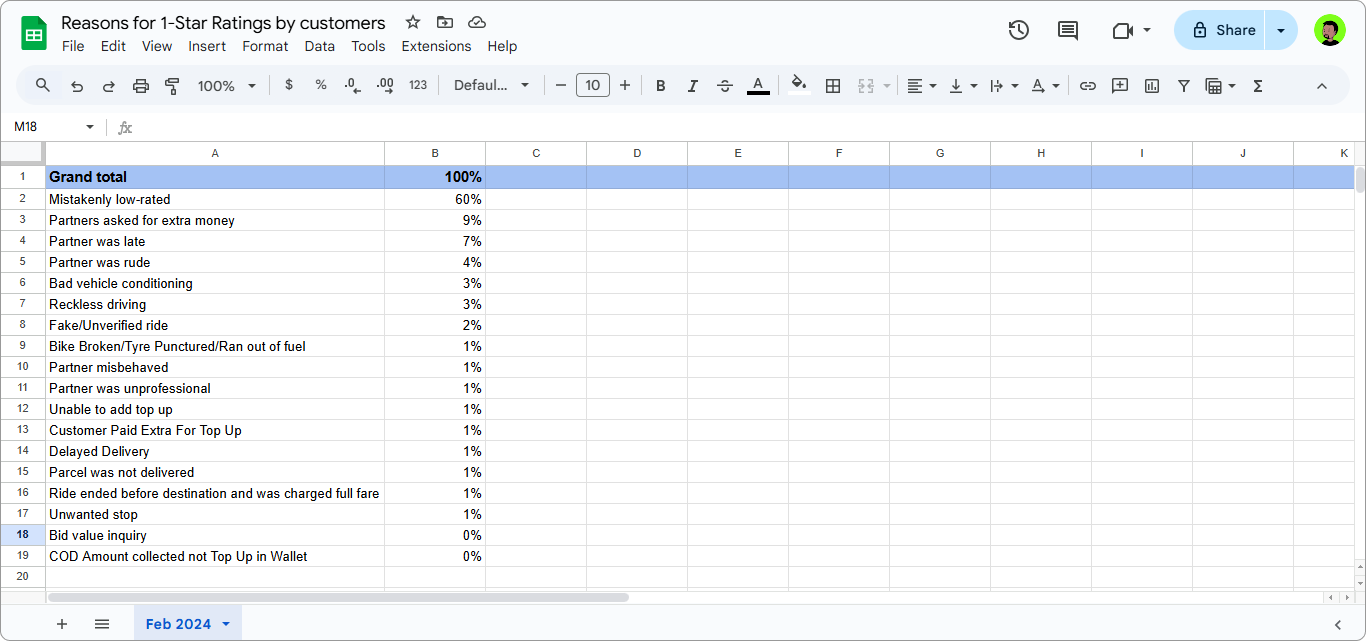 Reasons for 1-Star Ratings by customers
File Edit View Insert Format Data Tools Extensions Help
Share
100% $ % .0 .00 123 Defaul... 10 B I S A A Σ
M18 fx
A B C D E F G H I J K
1 Grand total 100%
2 Mistakenly low-rated 60%
3 Partners asked for extra money 9%
4 Partner was late 7%
5 Partner was rude 4%
6 Bad vehicle conditioning 3%
7 Reckless driving 3%
8 Fake/Unverified ride 2%
9 Bike Broken/Tyre Punctured/Ran out of fuel 1%
10 Partner misbehaved 1%
11 Partner was unprofessional 1%
12 Unable to add top up 1%
13 Customer Paid Extra For Top Up 1%
14 Delayed Delivery 1%
15 Parcel was not delivered 1%
16 Ride ended before destination and was charged full fare 1%
17 Unwanted stop 1%
18 Bid value inquiry 0%
19 COD Amount collected not Top Up in Wallet 0%
20
Feb 2024